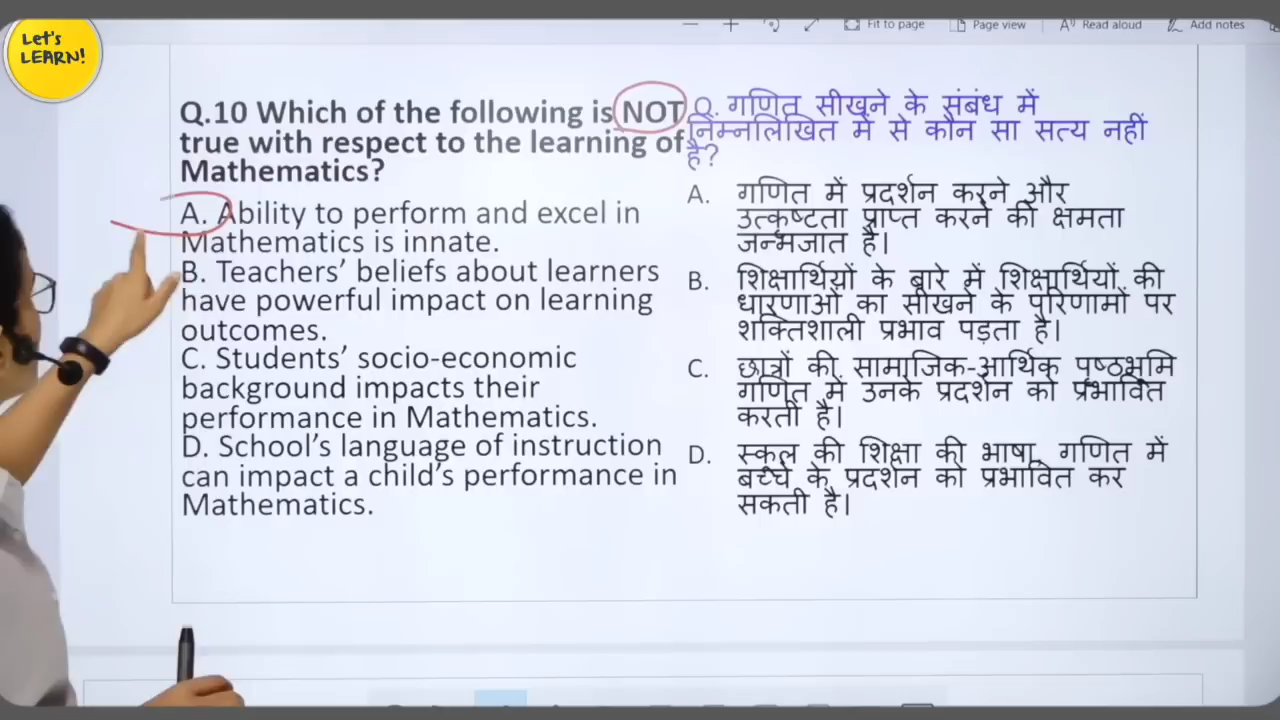 Let's
LEARN!
Fit to page
Page view
Read aloud
Add notes
Q.10 Which of the following is NOT
true with respect to the learning of
Mathematics?
A. Ability to perform and excel in
Mathematics is innate.
B. Teachers' beliefs about learners
have powerful impact on learning
outcomes.
C. Students' socio-economic
background impacts their
performance in Mathematics.
D. School's language of instruction
can impact a child's performance in
Mathematics.
Q. गणित सीखने के संबंध में
निम्नलिखित में से कौन सा सत्य नहीं
है?
A. गणित में प्रदर्शन करने और
उत्कृष्टता प्राप्त करने की क्षमता
जन्मजात है।
B. शिक्षार्थियों के बारे में शिक्षार्थियों की
धारणाओं का सीखने के परिणामों पर
शक्तिशाली प्रभाव पड़ता है।
C. छात्रों की सामाजिक-आर्थिक पृष्ठभूमि
गणित में उनके प्रदर्शन को प्रभावित
करती है।
D. स्कूल की शिक्षा की भाषा, गणित में
बच्चे के प्रदर्शन को प्रभावित कर
सकती है।